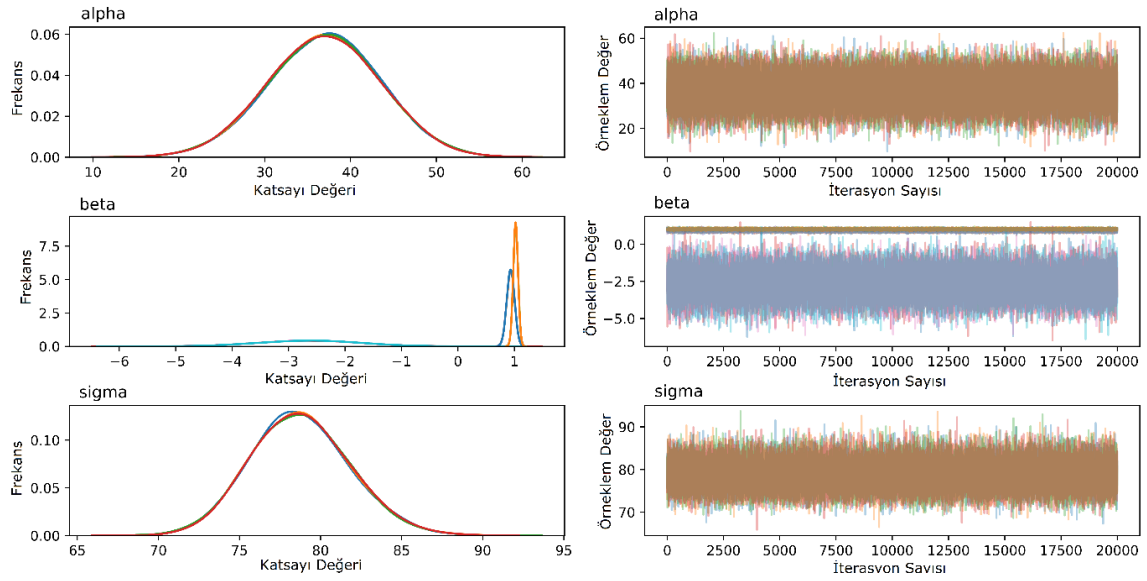 alpha
0.06
0.04
0.02
0.00
Frekans
10 20 30 40 50 60
Katsayı Değeri
alpha
60
40
20
Örneklem Değer
0 2500 5000 7500 10000 12500 15000 17500 20000
İterasyon Sayısı
beta
7.5
5.0
2.5
0.0
Frekans
−6 −5 −4 −3 −2 −1 0 1
Katsayı Değeri
beta
0.0
−2.5
−5.0
Örneklem Değer
0 2500 5000 7500 10000 12500 15000 17500 20000
İterasyon Sayısı
sigma
0.10
0.05
0.00
Frekans
65 70 75 80 85 90 95
Katsayı Değeri
sigma
90
80
70
Örneklem Değer
0 2500 5000 7500 10000 12500 15000 17500 20000
İterasyon Sayısı